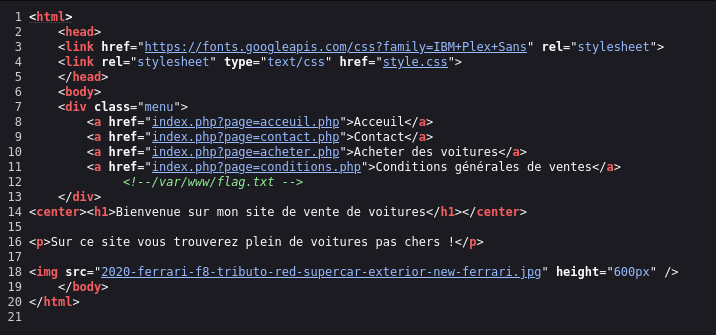 1 <html>
2     <head>
3     <link href="https://fonts.googleapis.com/css?family=IBM+Plex+Sans" rel="stylesheet">
4     <link rel="stylesheet" type="text/css" href="style.css">
5     </head>
6     <body>
7     <div class="menu">
8         <a href="index.php?page=acceuil.php">Acceuil</a>
9         <a href="index.php?page=contact.php">Contact</a>
10         <a href="index.php?page=acheter.php">Acheter des voitures</a>
11         <a href="index.php?page=conditions.php">Conditions générales de ventes</a>
12              <!--/var/www/flag.txt -->
13     </div>
14 <center><h1>Bienvenue sur mon site de vente de voitures</h1></center>
15
16 <p>Sur ce site vous trouverez plein de voitures pas chers !</p>
17
18 <img src="2020-ferrari-f8-tributo-red-supercar-exterior-new-ferrari.jpg" height="600px" />
19     </body>
20 </html>
21